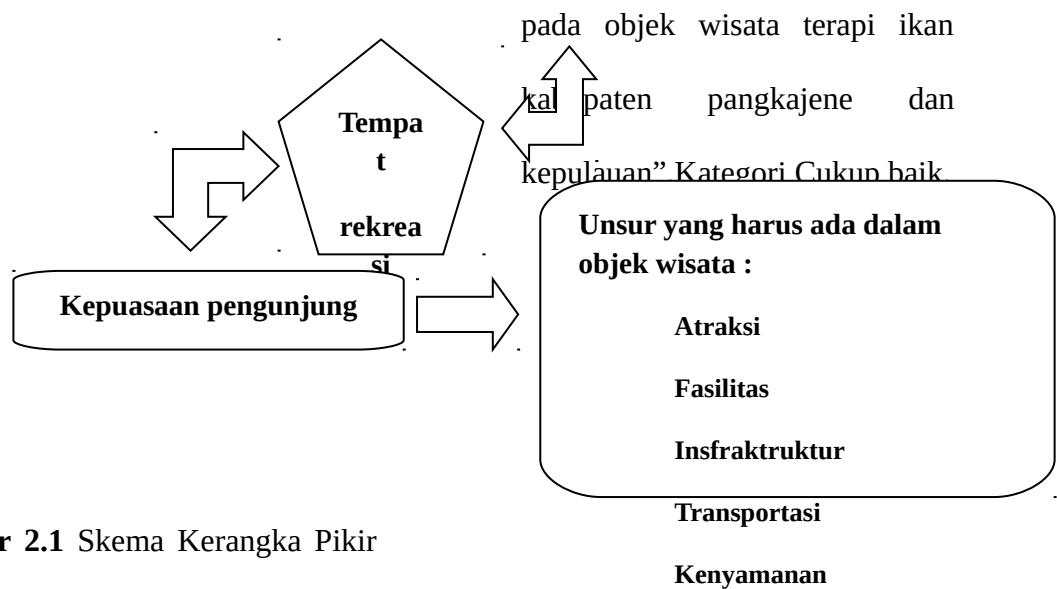 pada objek wisata terapi ikan
paten pangkajene dan
kepulauan”.Kategori Cukup baik.
Tempa
t
rekrea
si
Kepuasaan pengunjung
Unsur yang harus ada dalam
objek wisata :
Atraksi
Fasilitas
Insfraktruktur
Transportasi
Kenyamanan
r 2.1 Skema Kerangka Pikir